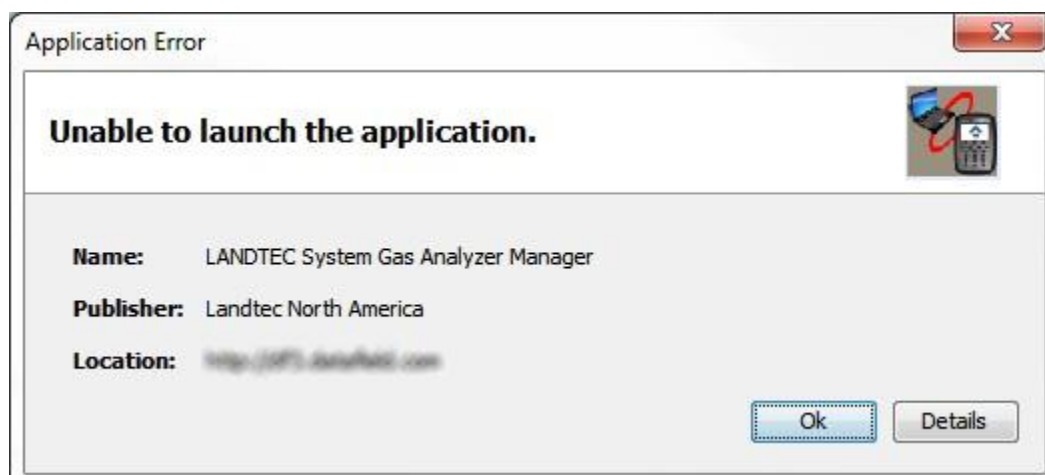 Application Error
Unable to launch the application.
Name: LANDTEC System Gas Analyzer Manager
Publisher: Landtec North America
Location:
Ok Details